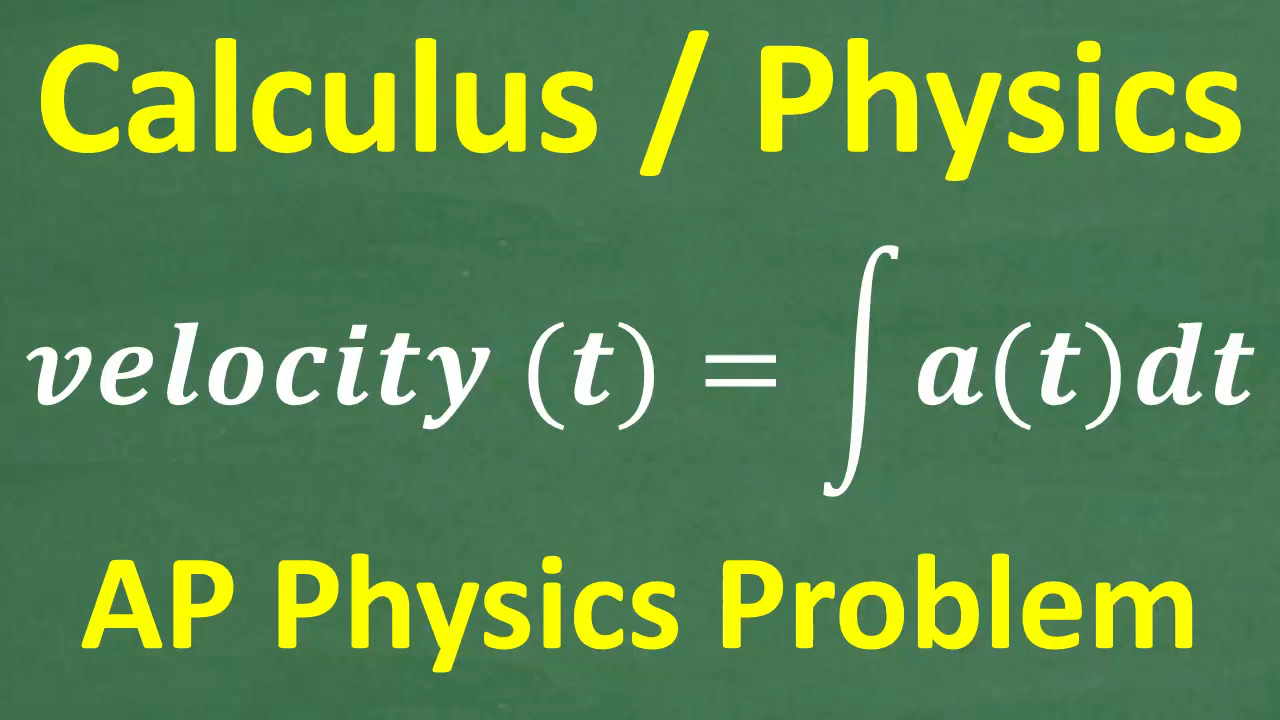 Calculus / Physics
velocity (t) = ∫ a(t)dt
AP Physics Problem